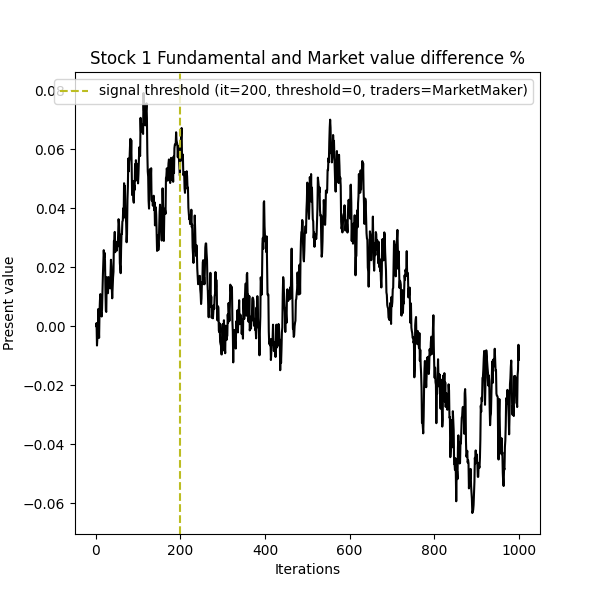 Stock 1 Fundamental and Market value difference %
signal threshold (it=200, threshold=0, traders=MarketMaker)
0.08
0.06
0.04
0.02
0.00
−0.02
−0.04
−0.06
Present value
0 200 400 600 800 1000
Iterations